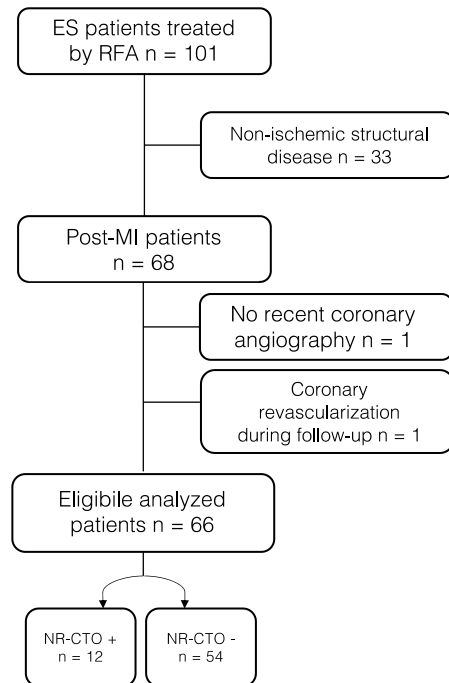 ES patients treated
by RFA n = 101
Non-ischemic structural
disease n = 33
Post-MI patients
n = 68
No recent coronary
angiography n = 1
Coronary
revascularization
during follow-up n = 1
Eligibile analyzed
patients n = 66
NR-CTO +
n = 12
NR-CTO -
n = 54